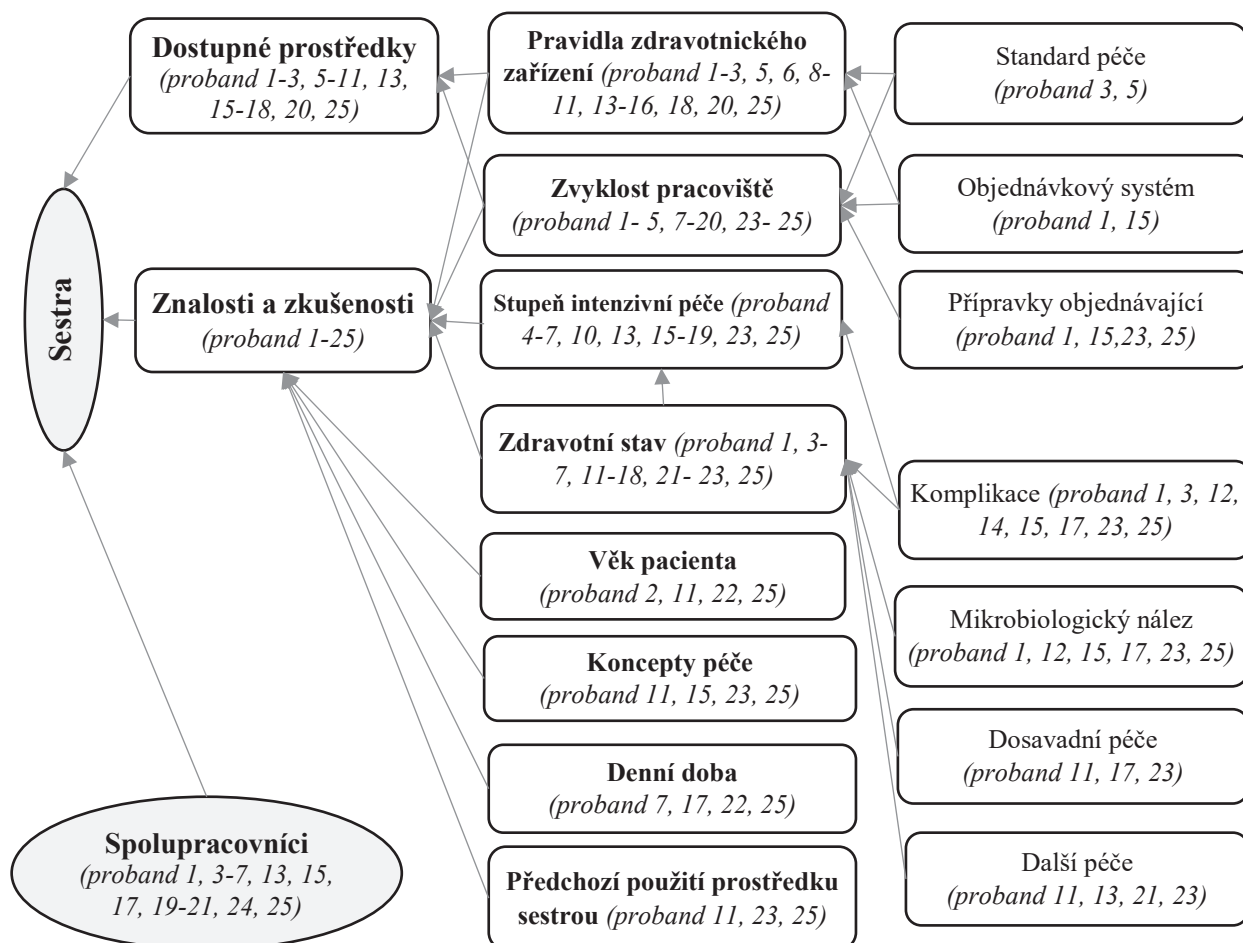 Dostupné prostředky
(proband 1-3, 5-11, 13,
15-18, 20, 25)
Pravidla zdravotnického
zařízení (proband 1-3, 5, 6, 8-
11, 13-16, 18, 20, 25)
Standard péče
(proband 3, 5)
Zvyklost pracoviště
(proband 1- 5, 7-20, 23- 25)
Objednávkový systém
(proband 1, 15)
Sestra
Znalosti a zkušenosti
(proband 1-25)
Stupeň intenzivní péče (proband
4-7, 10, 13, 15-19, 23, 25)
Přípravky objednávající
(proband 1, 15,23, 25)
Zdravotní stav (proband 1, 3-
7, 11-18, 21- 23, 25)
Komplikace (proband 1, 3, 12,
14, 15, 17, 23, 25)
Věk pacienta
(proband 2, 11, 22, 25)
Mikrobiologický nález
(proband 1, 12, 15, 17, 23, 25)
Koncepty péče
(proband 11, 15, 23, 25)
Dosavadní péče
(proband 11, 17, 23)
Denní doba
(proband 7, 17, 22, 25)
Spolupracovníci
(proband 1, 3-7, 13, 15,
17, 19-21, 24, 25)
Předchozí použití prostředku
sestrou (proband 11, 23, 25)
Další péče
(proband 11, 13, 21, 23)